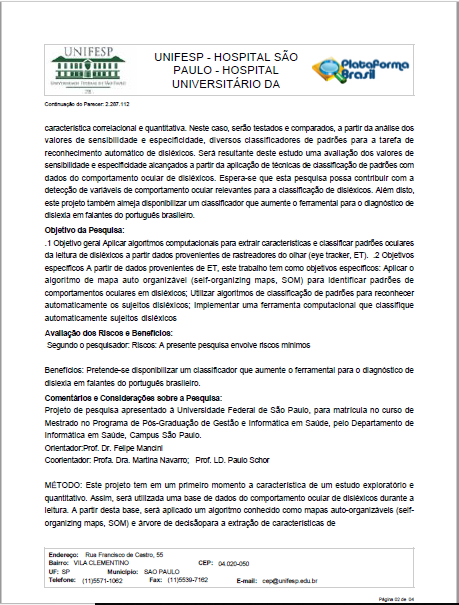 UNIFESP
UNIVERSIDADE FEDERAL DE SÃO PAULO
UNIFESP - HOSPITAL SÃO
PAULO - HOSPITAL
UNIVERSITÁRIO DA
Plataforma
Brasil
Continuação do Parecer: 2.287.112
característica correlacional e quantitativa. Neste caso, serão testados e comparados, a partir da análise dos
valores de sensibilidade e especificidade, diversos classificadores de padrões para a tarefa de
reconhecimento automático de disléxicos. Será resultante deste estudo uma avaliação dos valores de
sensibilidade e especificidade alcançados a partir da aplicação de técnicas de classificação de padrões com
dados do comportamento ocular de disléxicos. Espera-se que esta pesquisa possa contribuir com a
detecção de variáveis de comportamento ocular relevantes para a classificação de disléxicos. Além disto,
este projeto também almeja disponibilizar um classificador que aumente o ferramental para o diagnóstico de
dislexia em falantes do português brasileiro.
Objetivo da Pesquisa:
.1 Objetivo geral Aplicar algoritmos computacionais para extrair características e classificar padrões oculares
da leitura de disléxicos a partir dados provenientes de rastreadores do olhar (eye tracker, ET). .2 Objetivos
específicos A partir de dados provenientes de ET, este trabalho tem como objetivos específicos: Aplicar o
algoritmo de mapa auto organizável (self-organizing maps, SOM) para identificar padrões de
comportamentos oculares em disléxicos; Utilizar algoritmos de classificação de padrões para reconhecer
automaticamente os sujeitos disléxicos; Implementar uma ferramenta computacional que classifique
automaticamente sujeitos disléxicos
Avaliação dos Riscos e Benefícios:
Segundo o pesquisador: Riscos: A presente pesquisa envolve riscos mínimos
Benefícios: Pretende-se disponibilizar um classificador que aumente o ferramental para o diagnóstico de
dislexia em falantes do português brasileiro.
Comentários e Considerações sobre a Pesquisa:
Projeto de pesquisa apresentado à Universidade Federal de São Paulo, para matrícula no curso de
Mestrado no Programa de Pós-Graduação de Gestão e Informática em Saúde, pelo Departamento de
Informática em Saúde, Campus São Paulo.
Orientador:Prof. Dr. Felipe Mancini
Coorientador: Profa. Dra. Martina Navarro; Prof. LD. Paulo Schor
MÉTODO: Este projeto tem em um primeiro momento a característica de um estudo exploratório e
quantitativo. Assim, será utilizada uma base de dados do comportamento ocular de disléxicos durante a
leitura. A partir desta base, será aplicado um algoritmo conhecido como mapas auto-organizáveis (self-
organizing maps, SOM) e árvore de decisãopara a extração de características de
Endereço: Rua Francisco de Castro, 55
Bairro: VILA CLEMENTINO CEP: 04.020-050
UF: SP Município: SAO PAULO
Telefone: (11)5571-1062 Fax: (11)5539-7162 E-mail: cep@unifesp.edu.br
Página 02 de 04